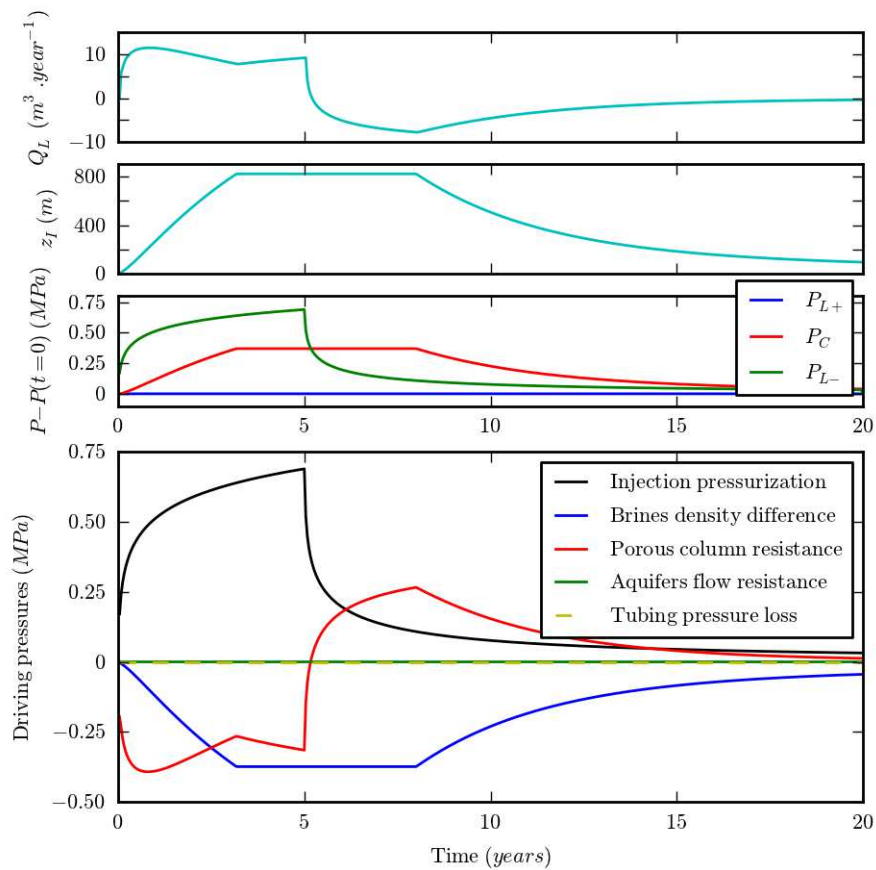 10
0
−10
Q_L (m^3 .year^{−1})
800
400
0
z_I (m)
0.75
0.50
0.25
0
P−P(t=0) (MPa)
P_{L+}
P_C
P_{L−}
0 5 10 15 20
0.75
0.50
0.25
0
−0.25
−0.50
Driving pressures (MPa)
Injection pressurization
Brines density difference
Porous column resistance
Aquifers flow resistance
Tubing pressure loss
0 5 10 15 20
Time (years)